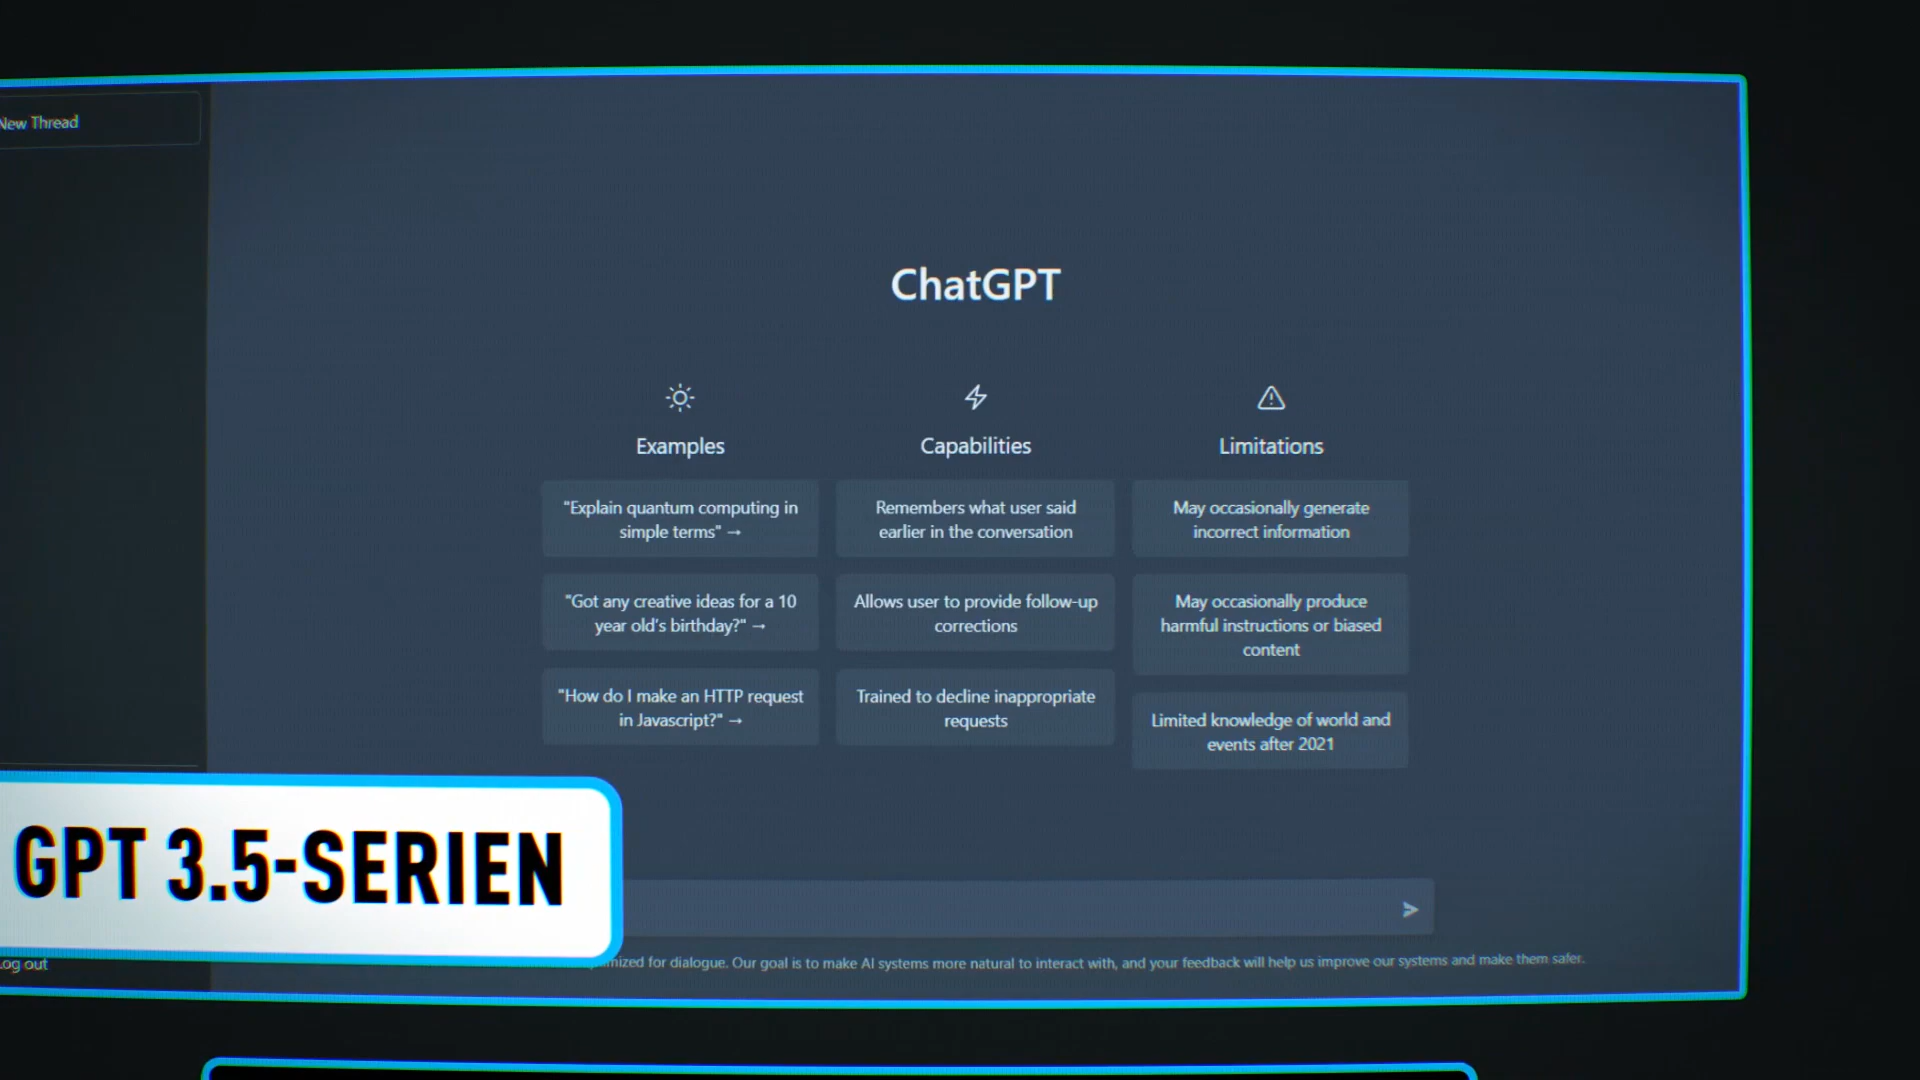 New Thread
ChatGPT
Examples
Capabilities
Limitations
"Explain quantum computing in
simple terms" →
Remembers what user said
earlier in the conversation
May occasionally generate
incorrect information
"Got any creative ideas for a 10
year old's birthday?" →
Allows user to provide follow-up
corrections
May occasionally produce
harmful instructions or biased
content
"How do I make an HTTP request
in Javascript?" →
Trained to decline inappropriate
requests
Limited knowledge of world and
events after 2021
GPT 3.5-SERIEN
Log out
for dialogue. Our goal is to make AI systems more natural to interact with, and your feedback will help us improve our systems and make them safer.